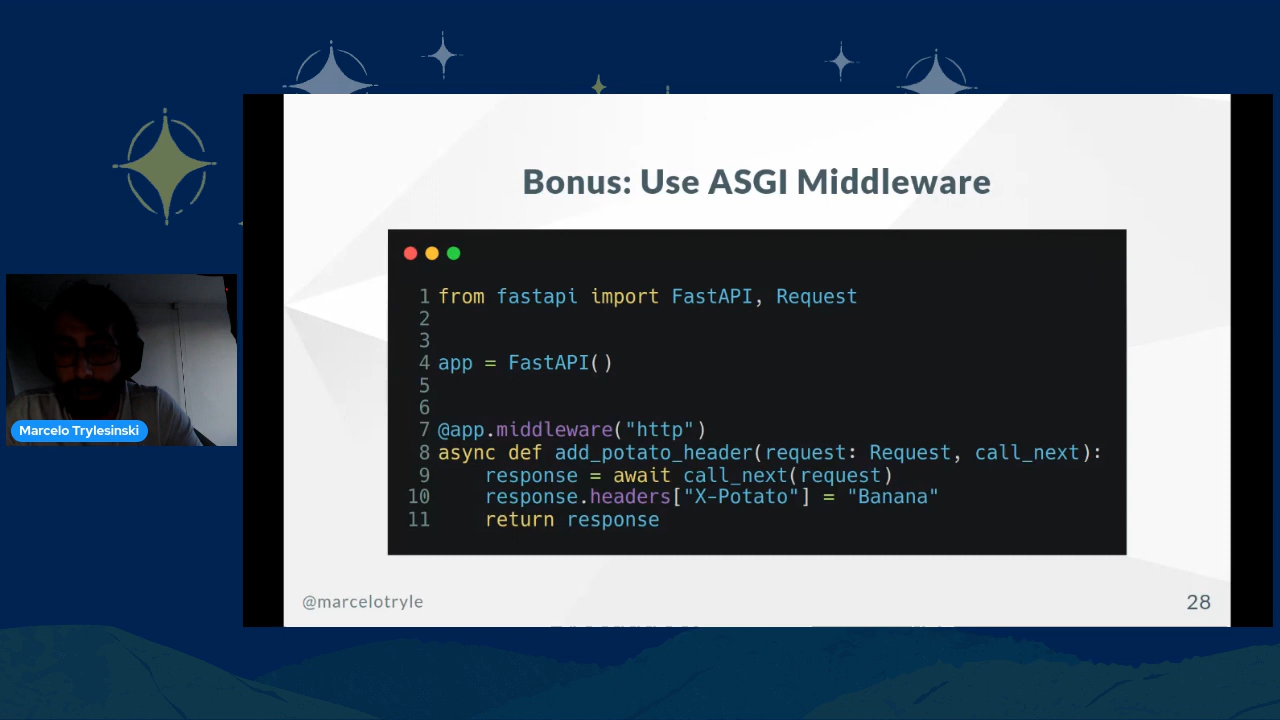 Bonus: Use ASGI Middleware
1 from fastapi import FastAPI, Request
2
3
4 app = FastAPI()
5
6
7 @app.middleware("http")
8 async def add_potato_header(request: Request, call_next):
9     response = await call_next(request)
10     response.headers["X-Potato"] = "Banana"
11     return response
@marcelotryle
28
Marcelo Trylesinski